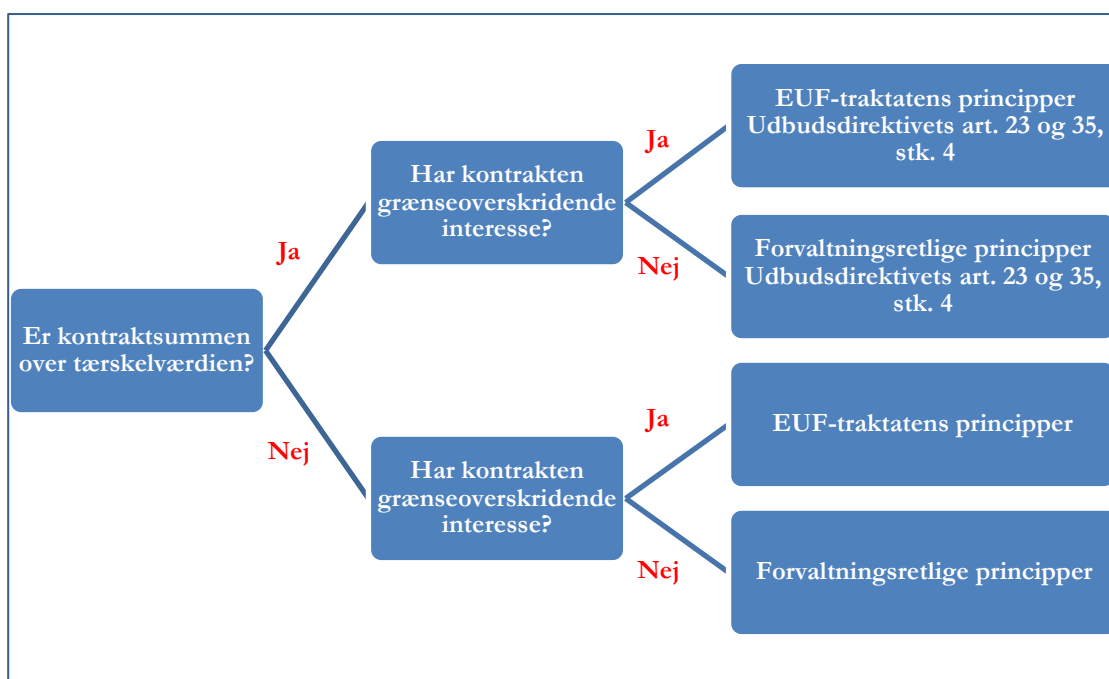 Er kontraktsummen
over tærskelværdien?
Ja
Nej
Har kontrakten
grænseoverskridende
interesse?
Ja
Nej
EUF-traktatens principper
Udbudsdirektivets art. 23 og 35,
stk. 4
Forvaltningsretlige principper
Udbudsdirektivets art. 23 og 35,
stk. 4
Har kontrakten
grænseoverskridende
interesse?
Ja
Nej
EUF-traktatens principper
Forvaltningsretlige principper